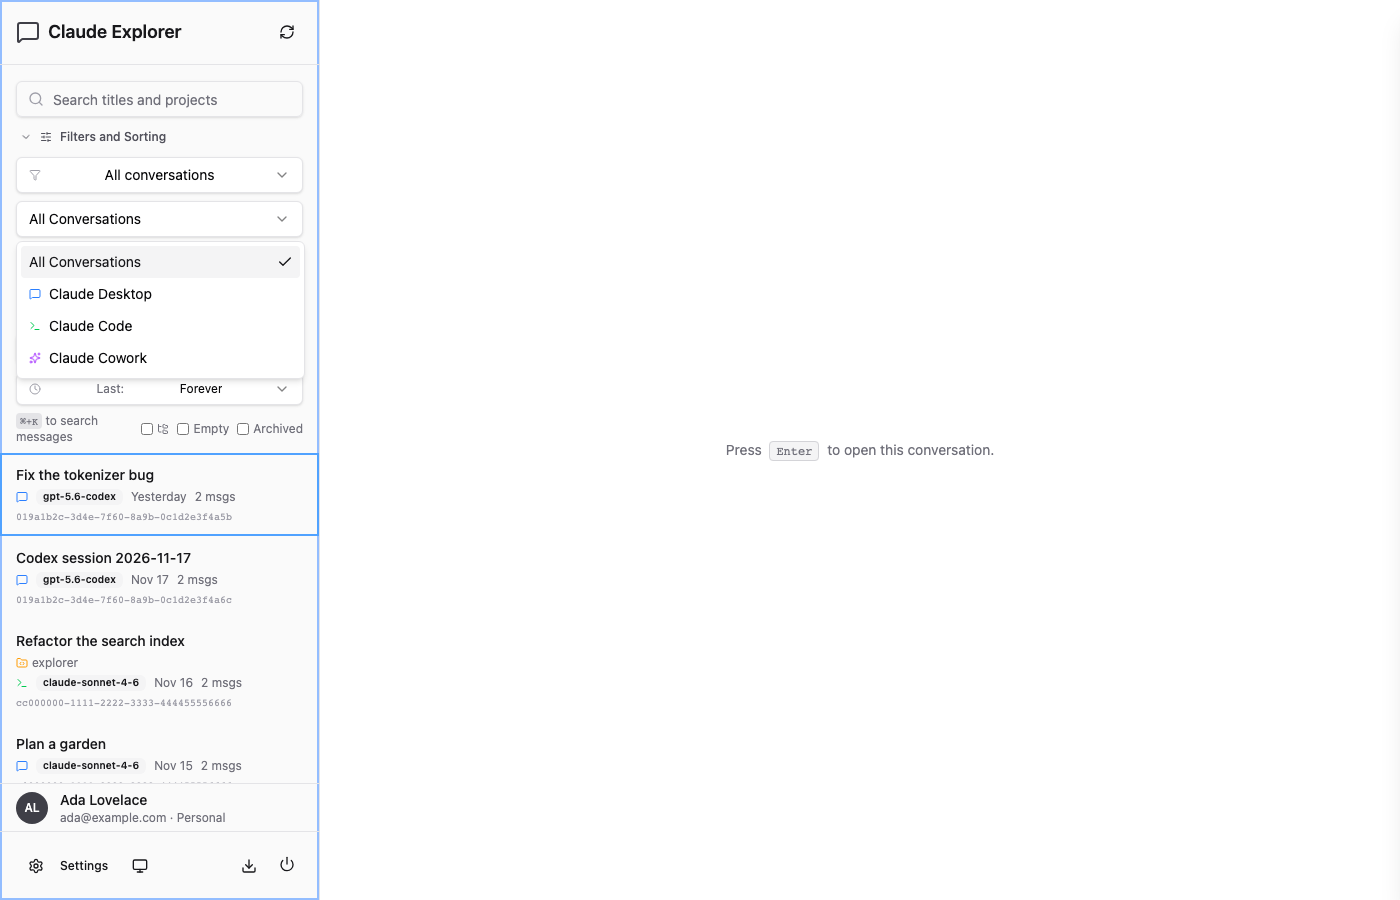 Claude Explorer
Search titles and projects
Filters and Sorting
All conversations
All Conversations
All Conversations
Claude Desktop
Claude Code
Claude Cowork
Last: Forever
⌘+K to search messages
Empty Archived
Fix the tokenizer bug
gpt-5.6-codex Yesterday 2 msgs
019a1b2c-3d4e-7f60-8a9b-0c1d2e3f4a5b
Codex session 2026-11-17
gpt-5.6-codex Nov 17 2 msgs
019a1b2c-3d4e-7f60-8a9b-0c1d2e3f4a6c
Refactor the search index
explorer
claude-sonnet-4-6 Nov 16 2 msgs
cc000000-1111-2222-3333-444455556666
Plan a garden
claude-sonnet-4-6 Nov 15 2 msgs
AL
Ada Lovelace
ada@example.com · Personal
Settings
Press Enter to open this conversation.